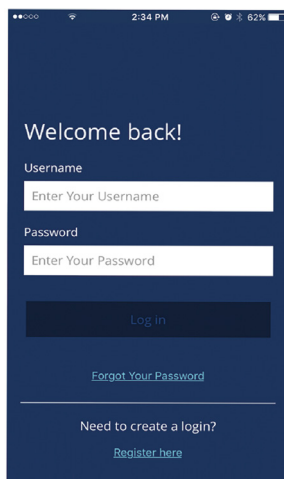 2:34 PM 62%
Welcome back!
Username
Enter Your Username
Password
Enter Your Password
Log in
Forgot Your Password
Need to create a login?
Register here